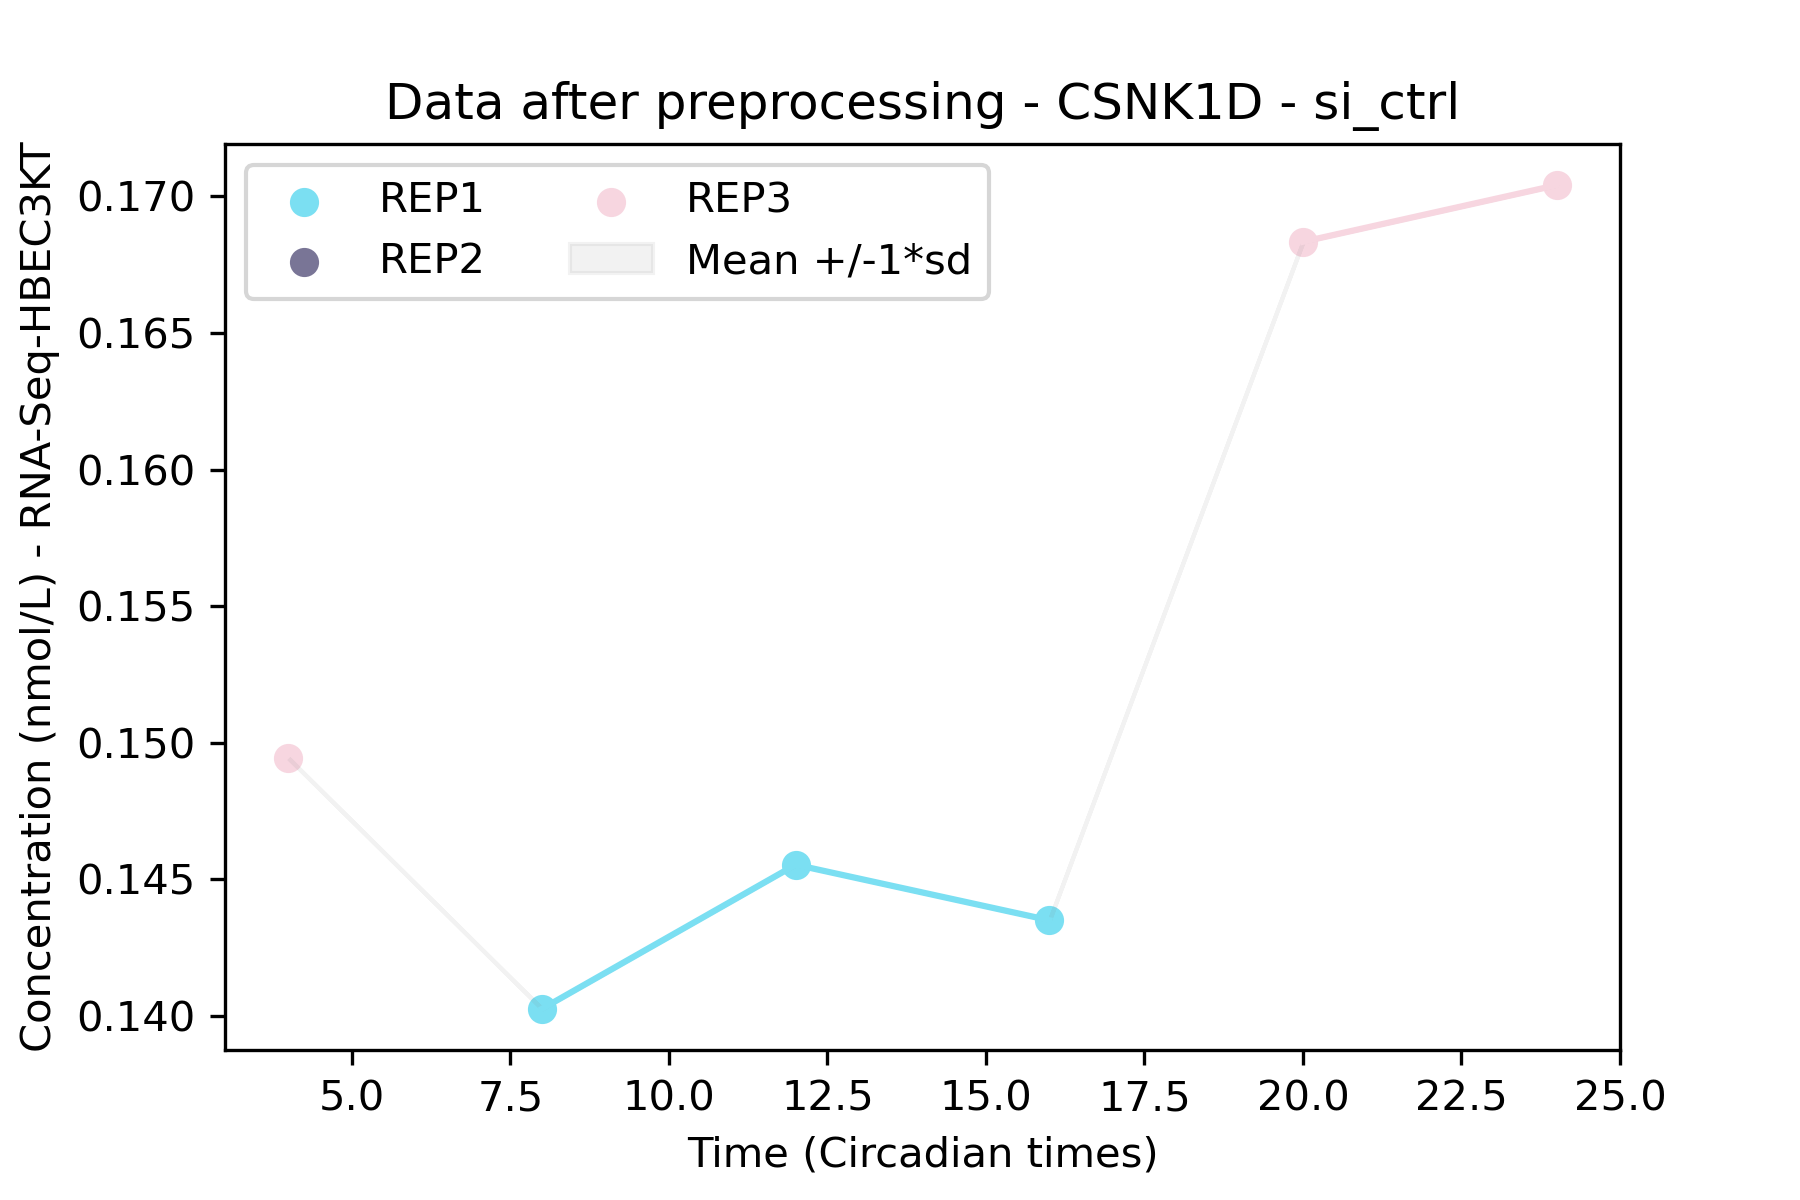 Data after preprocessing - CSNK1D - si_ctrl
REP1
REP2
REP3
Mean +/-1*sd
Concentration (nmol/L) - RNA-Seq-HBEC3KT
0.170
0.165
0.160
0.155
0.150
0.145
0.140
5.0 7.5 10.0 12.5 15.0 17.5 20.0 22.5 25.0
Time (Circadian times)